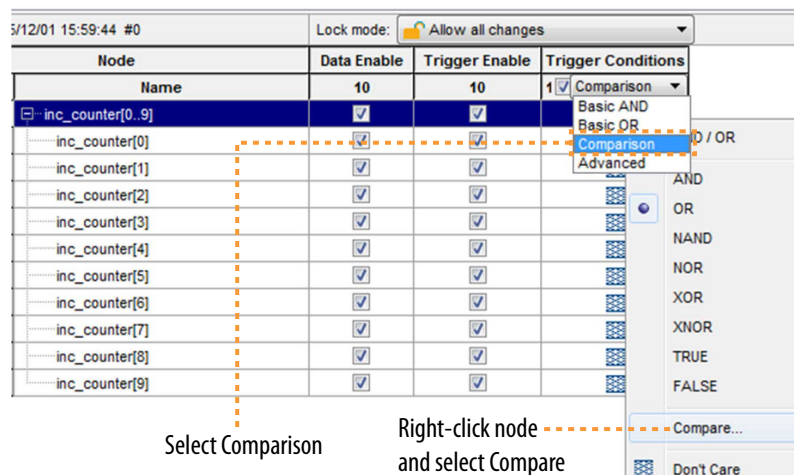 5/12/01 15:59:44 #0 Lock mode: Allow all changes
Node Data Enable Trigger Enable Trigger Conditions
Name 10 10 1 Comparison
inc_counter[0..9]
Basic AND
Basic OR
Comparison
Advanced
inc_counter[0]
inc_counter[1]
inc_counter[2]
inc_counter[3]
inc_counter[4]
inc_counter[5]
inc_counter[6]
inc_counter[7]
inc_counter[8]
inc_counter[9]
/ OR
AND
OR
NAND
NOR
XOR
XNOR
TRUE
FALSE
Compare...
Don't Care
Select Comparison
Right-click node
and select Compare